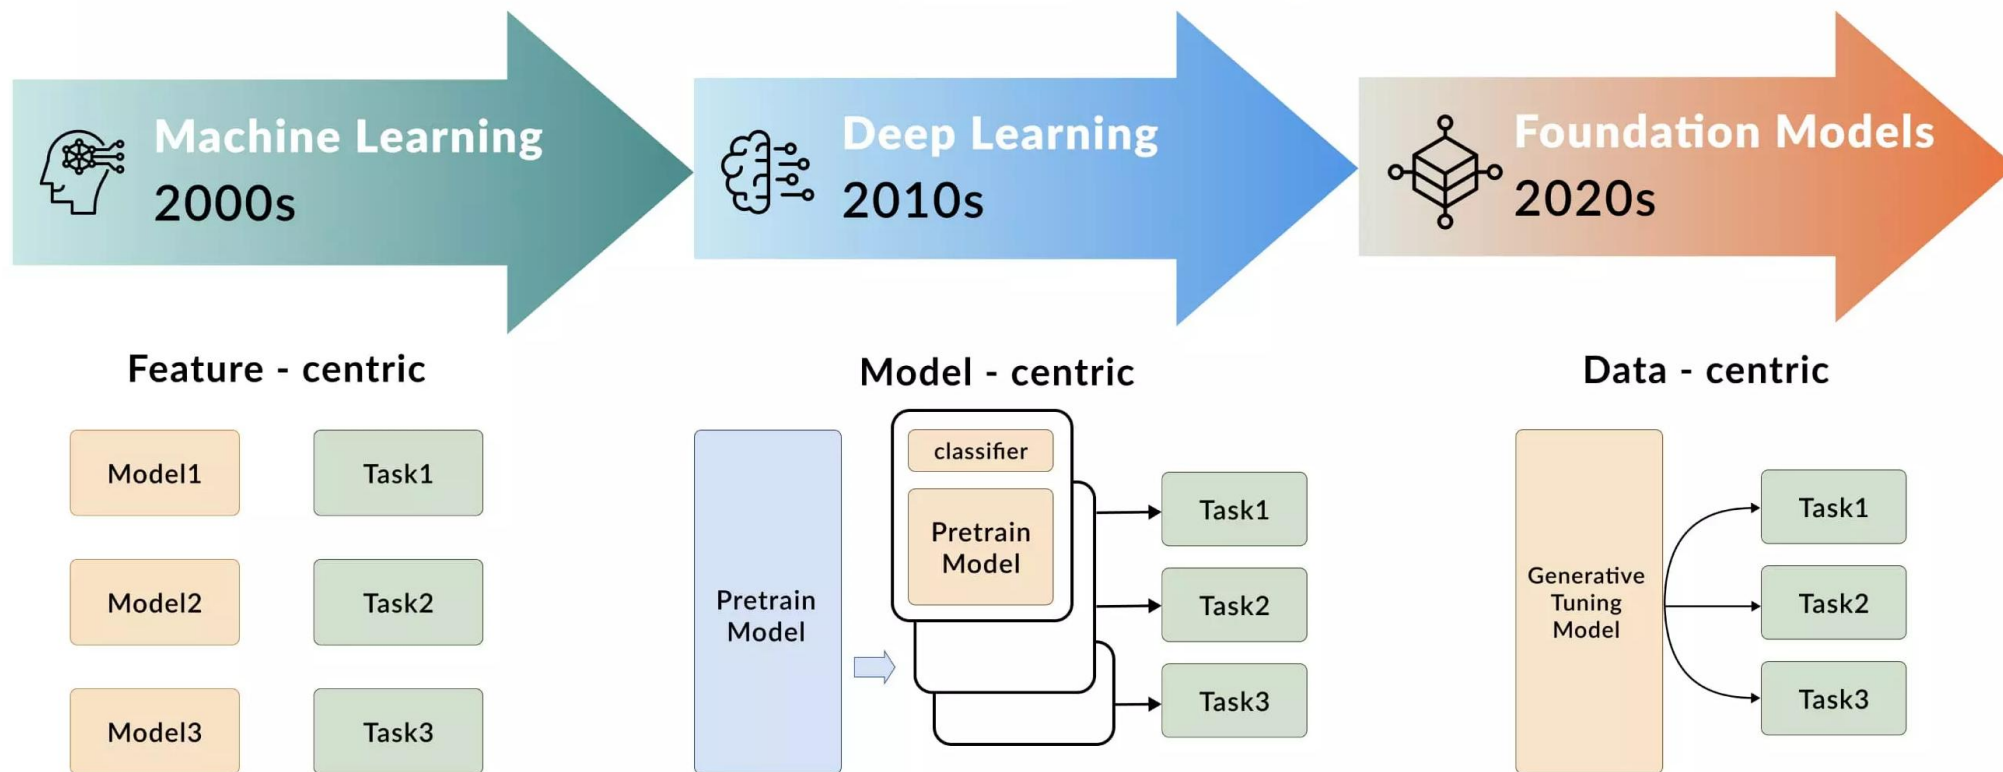 Machine Learning
2000s
Deep Learning
2010s
Foundation Models
2020s
Feature - centric
Model1
Task1
Model2
Task2
Model3
Task3
Model - centric
Pretrain
Model
classifier
Pretrain
Model
Task1
Task2
Task3
Data - centric
Generative
Tuning
Model
Task1
Task2
Task3